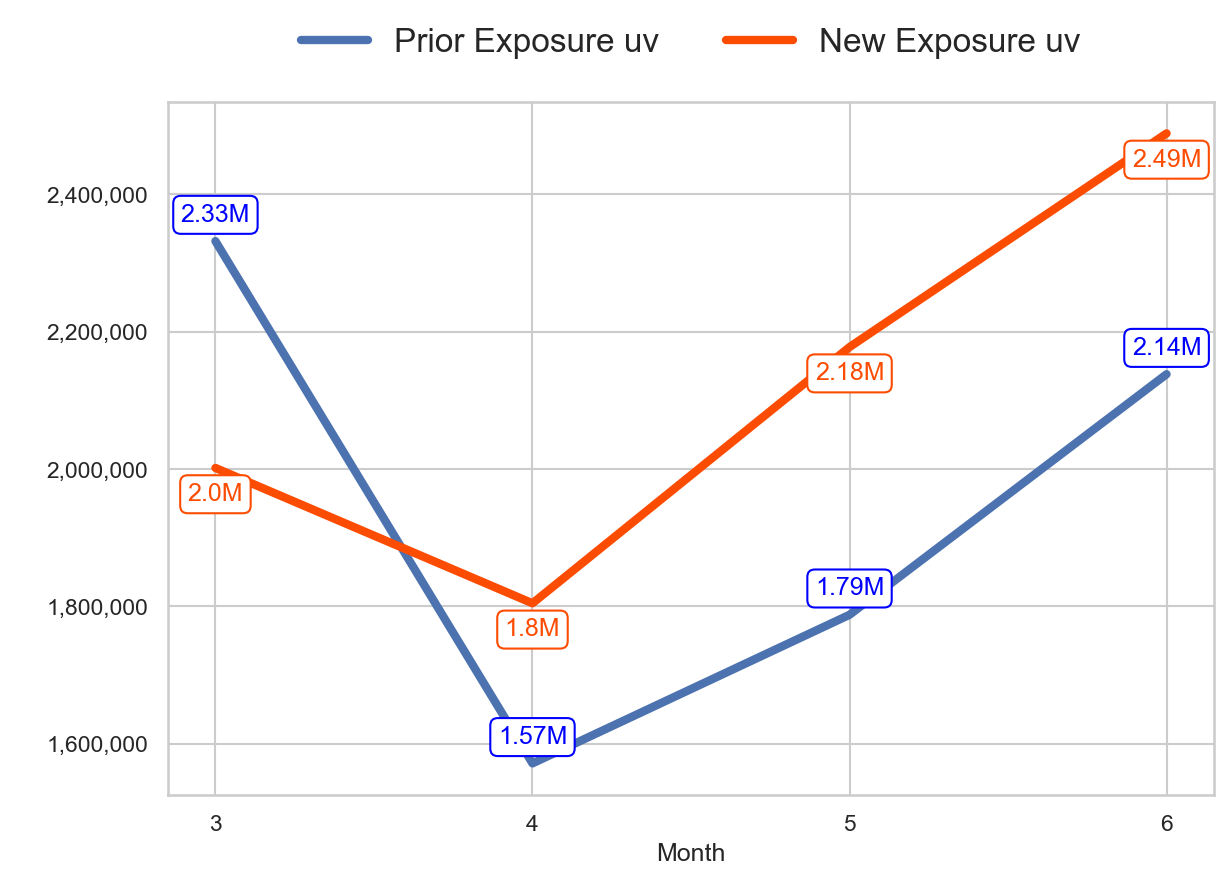 Prior Exposure uv New Exposure uv
2.49M
2,400,000
2.33M
2.14M
2,200,000
2.18M
2,000,000
2.0M
1.79M
1,800,000
1.8M
1.57M
1,600,000
3 4 5 6
Month